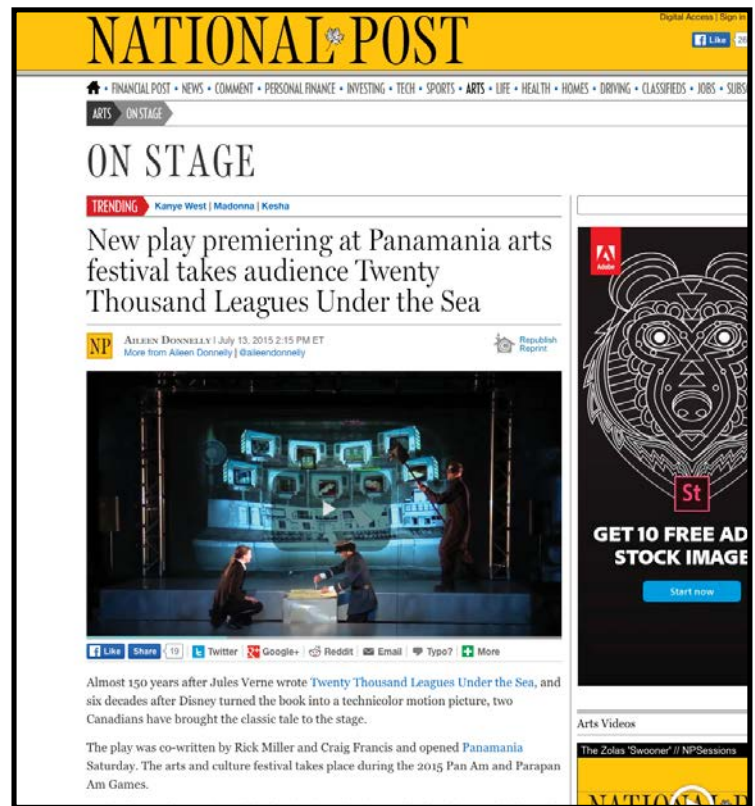 Digital Access | Sign in
NATIONAL POST
Like
FINANCIAL POST • NEWS • COMMENT • PERSONAL FINANCE • INVESTING • TECH • SPORTS • ARTS • LIFE • HEALTH • HOMES • DRIVING • CLASSIFIEDS • JOBS •
ARTS ON STAGE
ON STAGE
TRENDING Kanye West | Madonna | Kesha
New play premiering at Panamania arts
festival takes audience Twenty
Thousand Leagues Under the Sea
NP
AILEEN DONNELLY | July 13, 2015 2:15 PM ET
More from Aileen Donnelly | @aileendonnelly
Republish
Reprint
Like Share 19 Twitter Google+ Reddit Email Typo? More
Almost 150 years after Jules Verne wrote Twenty Thousand Leagues Under the Sea, and
six decades after Disney turned the book into a technicolor motion picture, two
Canadians have brought the classic tale to the stage.
The play was co-written by Rick Miller and Craig Francis and opened Panamania
Saturday. The arts and culture festival takes place during the 2015 Pan Am and Parapan
Am Games.
Adobe
St
GET 10 FREE AD
STOCK IMAGE
Start now
Arts Videos
The Zolas 'Swooner' // NPSessions